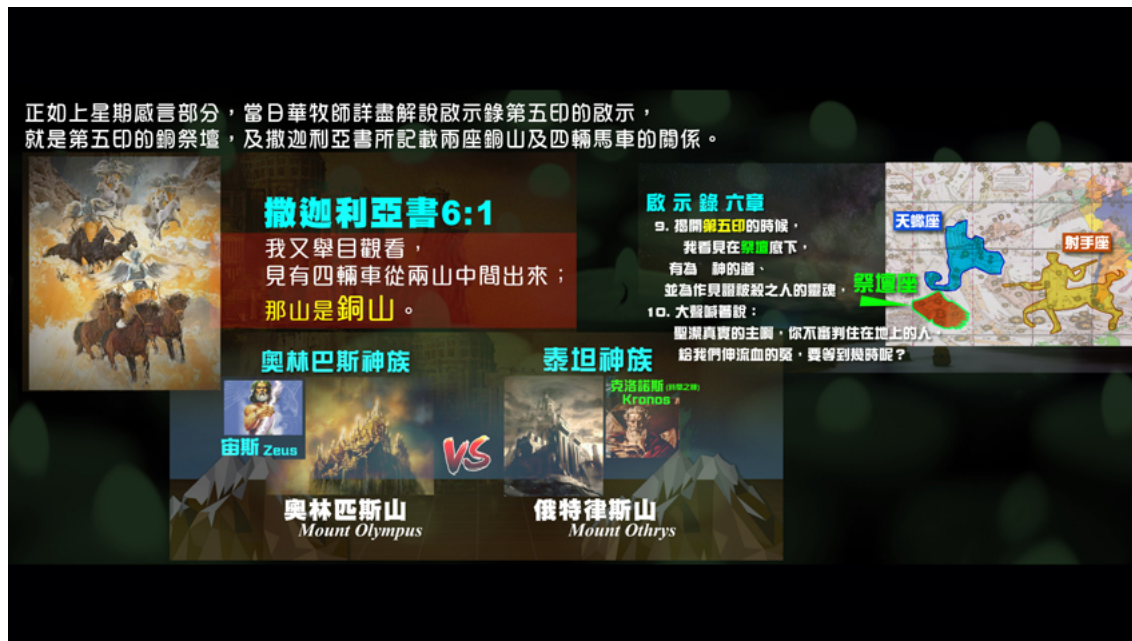 正如上星期感言部分，當日華牧師詳盡解說啟示錄第五印的啟示，
就是第五印的銅祭壇，及撒迦利亞書所記載兩座銅山及四輛馬車的關係。
撒迦利亞書6:1
我又舉目觀看，
見有四輛車從兩山中間出來；
那山是銅山。
啟示錄六章
9. 揭開第五印的時候，
我看見在祭壇底下，
有為　神的道、
並為作見證被殺之人的靈魂，
10. 大聲喊著說：
聖潔真實的主啊，你不審判住在地上的人，
給我們伸流血的冤，要等到幾時呢？
天蠍座
射手座
祭壇座
奧林巴斯神族
宙斯 Zeus
奧林匹斯山
Mount Olympus
VS
泰坦神族
克洛諾斯(時間之神)
Kronos
俄特律斯山
Mount Othrys